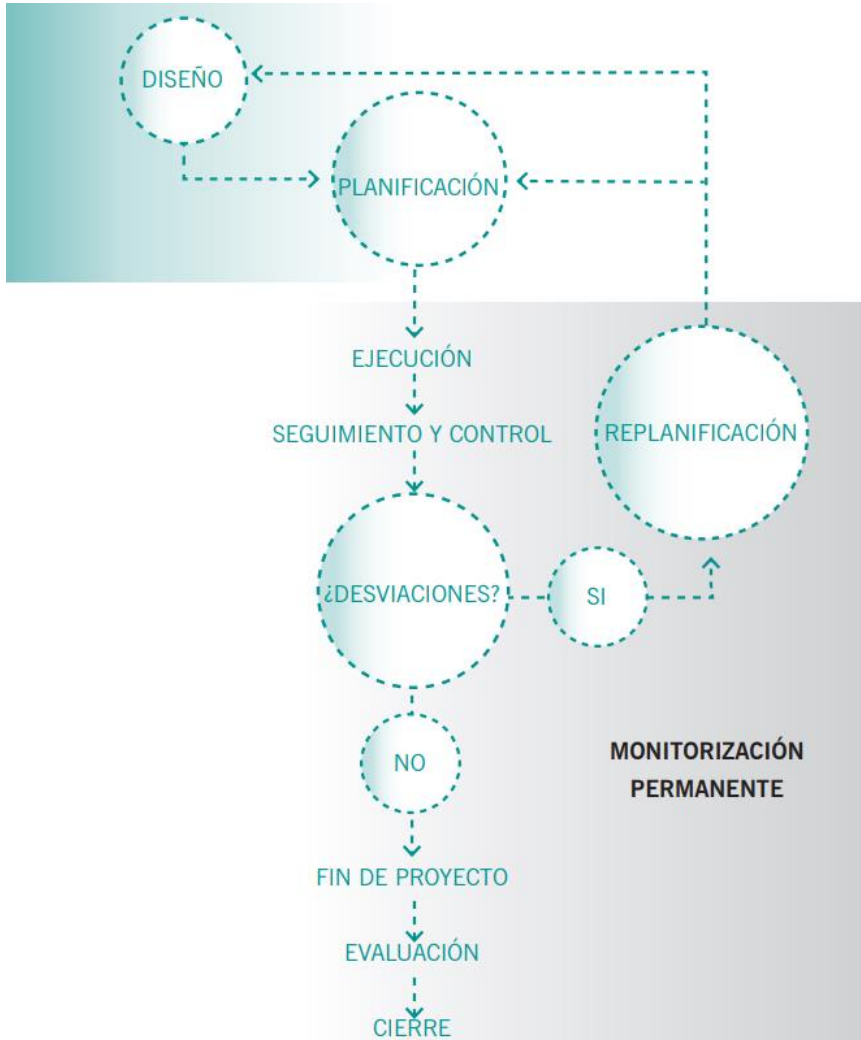 DISEÑO
PLANIFICACIÓN
EJECUCIÓN
SEGUIMIENTO Y CONTROL
REPLANIFICACIÓN
¿DESVIACIONES?
SI
NO
MONITORIZACIÓN
PERMANENTE
FIN DE PROYECTO
EVALUACIÓN
CIERRE